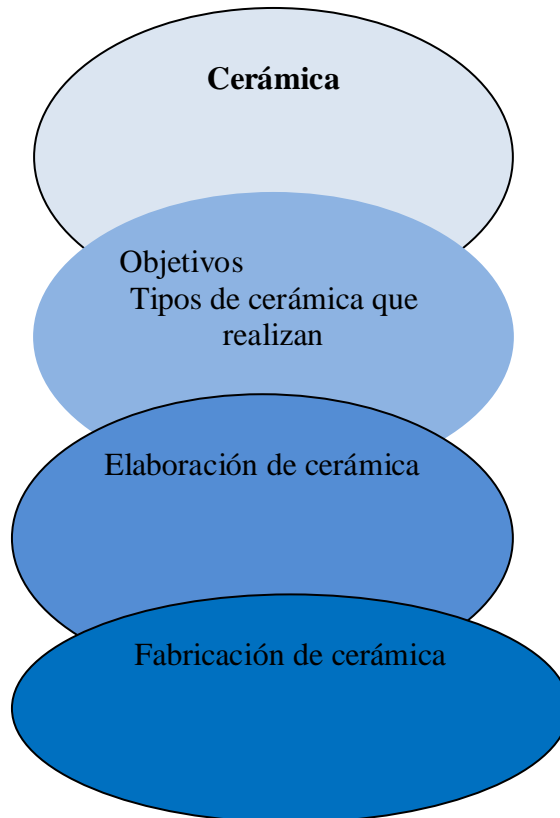 Cerámica
Objetivos
Tipos de cerámica que
realizan
Elaboración de cerámica
Fabricación de cerámica